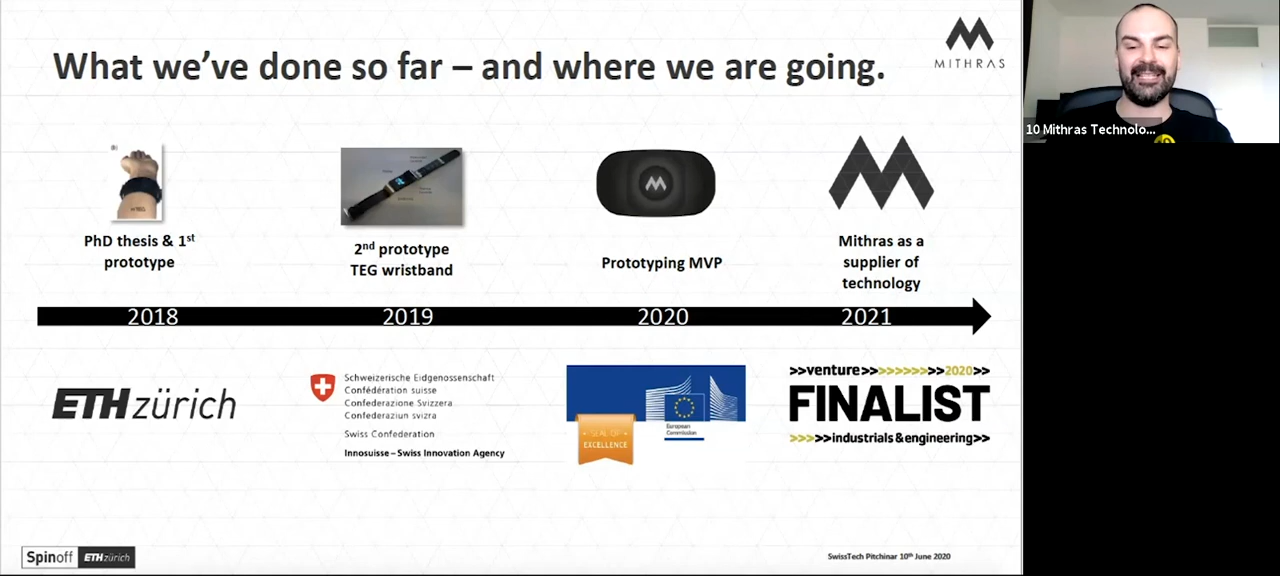 What we've done so far – and where we are going.
MITHRAS
10 Mithras Technolo...
PhD thesis & 1st
prototype
2nd prototype
TEG wristband
Prototyping MVP
Mithras as a
supplier of
technology
2018
2019
2020
2021
ETH zürich
Schweizerische Eidgenossenschaft
Confédération suisse
Confederazione Svizzera
Confederaziun svizra
Swiss Confederation
Innosuisse – Swiss Innovation Agency
SEAL OF
EXCELLENCE
European
Commission
>>venture>>>>>>>>>2020>>
FINALIST
>>>>>industrials&engineering>>
Spinoff ETH zürich
SwissTech Pitchinar 10th June 2020